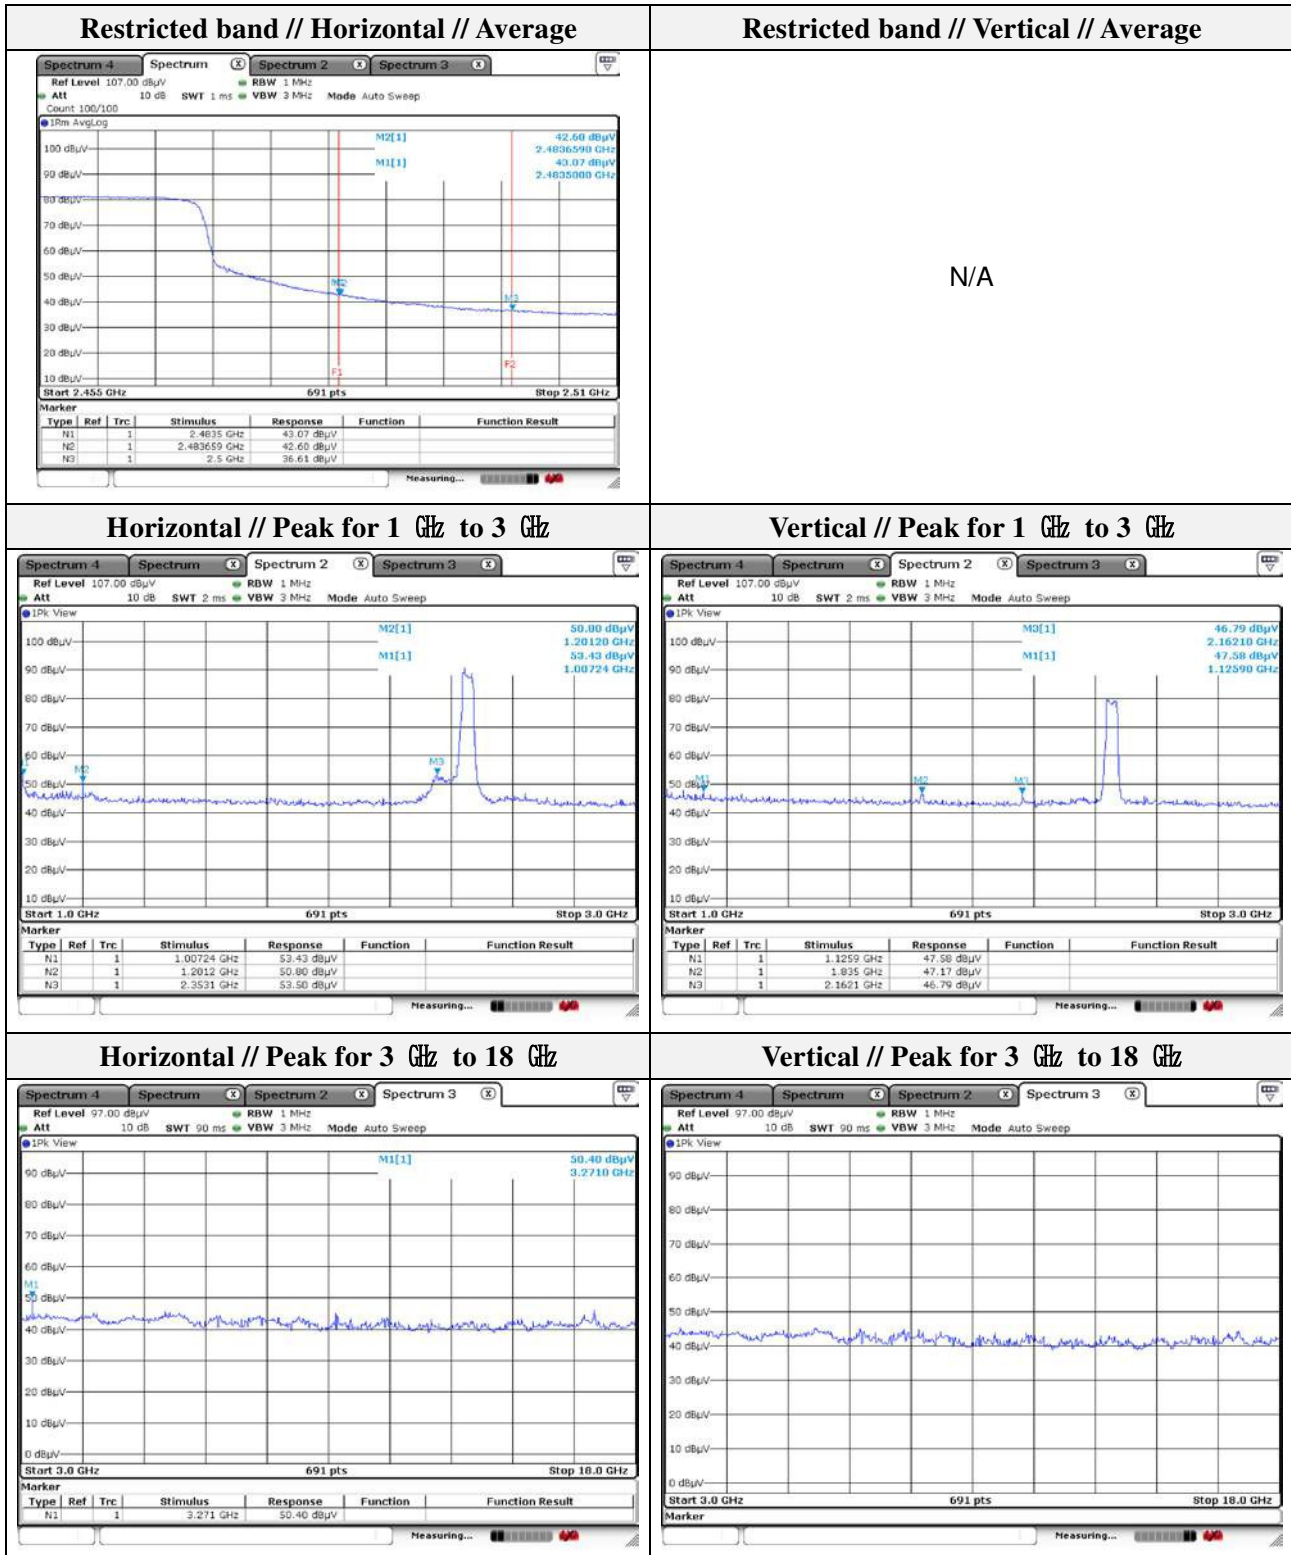 Restricted band // Horizontal // Average
Restricted band // Vertical // Average
Spectrum 4 Spectrum Spectrum 2 Spectrum 3
Ref Level 107.00 dBµV RBW 1 MHz
Att 10 dB SWT 1 ms VBW 3 MHz Mode Auto Sweep
Count 100/100
1Rm AvgLog
M2[1] 42.60 dBµV
2.4836590 GHz
M1[1] 43.07 dBµV
2.4835000 GHz
100 dBµV
90 dBµV
80 dBµV
70 dBµV
60 dBµV
50 dBµV
40 dBµV
30 dBµV
20 dBµV
10 dBµV
M2
M3
F1
F2
Start 2.455 GHz 691 pts Stop 2.51 GHz
Marker
Type Ref Trc Stimulus Response Function Function Result
N1 1 2.4835 GHz 43.07 dBµV
N2 1 2.483659 GHz 42.60 dBµV
N3 1 2.5 GHz 36.61 dBµV
Measuring...
N/A
Horizontal // Peak for 1 ㎓ to 3 ㎓
Vertical // Peak for 1 ㎓ to 3 ㎓
Spectrum 4 Spectrum Spectrum 2 Spectrum 3
Ref Level 107.00 dBµV RBW 1 MHz
Att 10 dB SWT 2 ms VBW 3 MHz Mode Auto Sweep
1Pk View
M2[1] 50.80 dBµV
1.20120 GHz
M1[1] 53.43 dBµV
1.00724 GHz
100 dBµV
90 dBµV
80 dBµV
70 dBµV
60 dBµV
50 dBµV
40 dBµV
30 dBµV
20 dBµV
10 dBµV
M2
M3
Start 1.0 GHz 691 pts Stop 3.0 GHz
Marker
Type Ref Trc Stimulus Response Function Function Result
N1 1 1.00724 GHz 53.43 dBµV
N2 1 1.2012 GHz 50.80 dBµV
N3 1 2.3531 GHz 53.50 dBµV
Measuring...
Spectrum 4 Spectrum Spectrum 2 Spectrum 3
Ref Level 107.00 dBµV RBW 1 MHz
Att 10 dB SWT 2 ms VBW 3 MHz Mode Auto Sweep
1Pk View
M3[1] 46.79 dBµV
2.16210 GHz
M1[1] 47.58 dBµV
1.12590 GHz
100 dBµV
90 dBµV
80 dBµV
70 dBµV
60 dBµV
50 dBµV
40 dBµV
30 dBµV
20 dBµV
10 dBµV
M1
M2
M3
Start 1.0 GHz 691 pts Stop 3.0 GHz
Marker
Type Ref Trc Stimulus Response Function Function Result
N1 1 1.1259 GHz 47.58 dBµV
N2 1 1.835 GHz 47.17 dBµV
N3 1 2.1621 GHz 46.79 dBµV
Measuring...
Horizontal // Peak for 3 ㎓ to 18 ㎓
Vertical // Peak for 3 ㎓ to 18 ㎓
Spectrum 4 Spectrum Spectrum 2 Spectrum 3
Ref Level 97.00 dBµV RBW 1 MHz
Att 10 dB SWT 90 ms VBW 3 MHz Mode Auto Sweep
1Pk View
M1[1] 50.40 dBµV
3.2710 GHz
90 dBµV
80 dBµV
70 dBµV
60 dBµV
M1
50 dBµV
40 dBµV
30 dBµV
20 dBµV
10 dBµV
0 dBµV
Start 3.0 GHz 691 pts Stop 18.0 GHz
Marker
Type Ref Trc Stimulus Response Function Function Result
N1 1 3.271 GHz 50.40 dBµV
Measuring...
Spectrum 4 Spectrum Spectrum 2 Spectrum 3
Ref Level 97.00 dBµV RBW 1 MHz
Att 10 dB SWT 90 ms VBW 3 MHz Mode Auto Sweep
1Pk View
90 dBµV
80 dBµV
70 dBµV
60 dBµV
50 dBµV
40 dBµV
30 dBµV
20 dBµV
10 dBµV
0 dBµV
Start 3.0 GHz 691 pts Stop 18.0 GHz
Marker
Measuring...